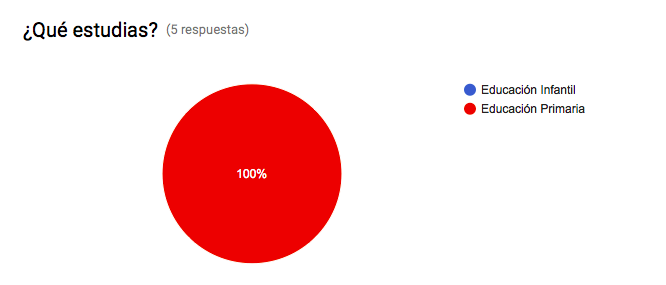 ¿Qué estudias? (5 respuestas)
Educación Infantil
Educación Primaria
100%